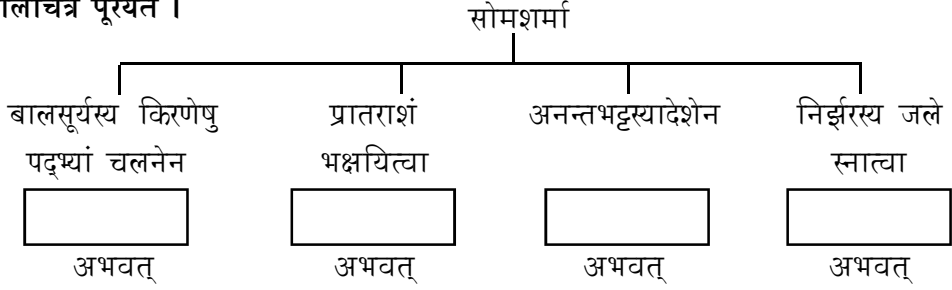 जालचित्रं पूरयत ।
सोमशर्मा
बालसूर्यस्य किरणेषु पद्भ्यां चलनेन
अभवत्
प्रातराशं भक्षयित्वा
अभवत्
अनन्तभट्टस्यादेशेन
अभवत्
निर्झरस्य जले स्नात्वा
अभवत्